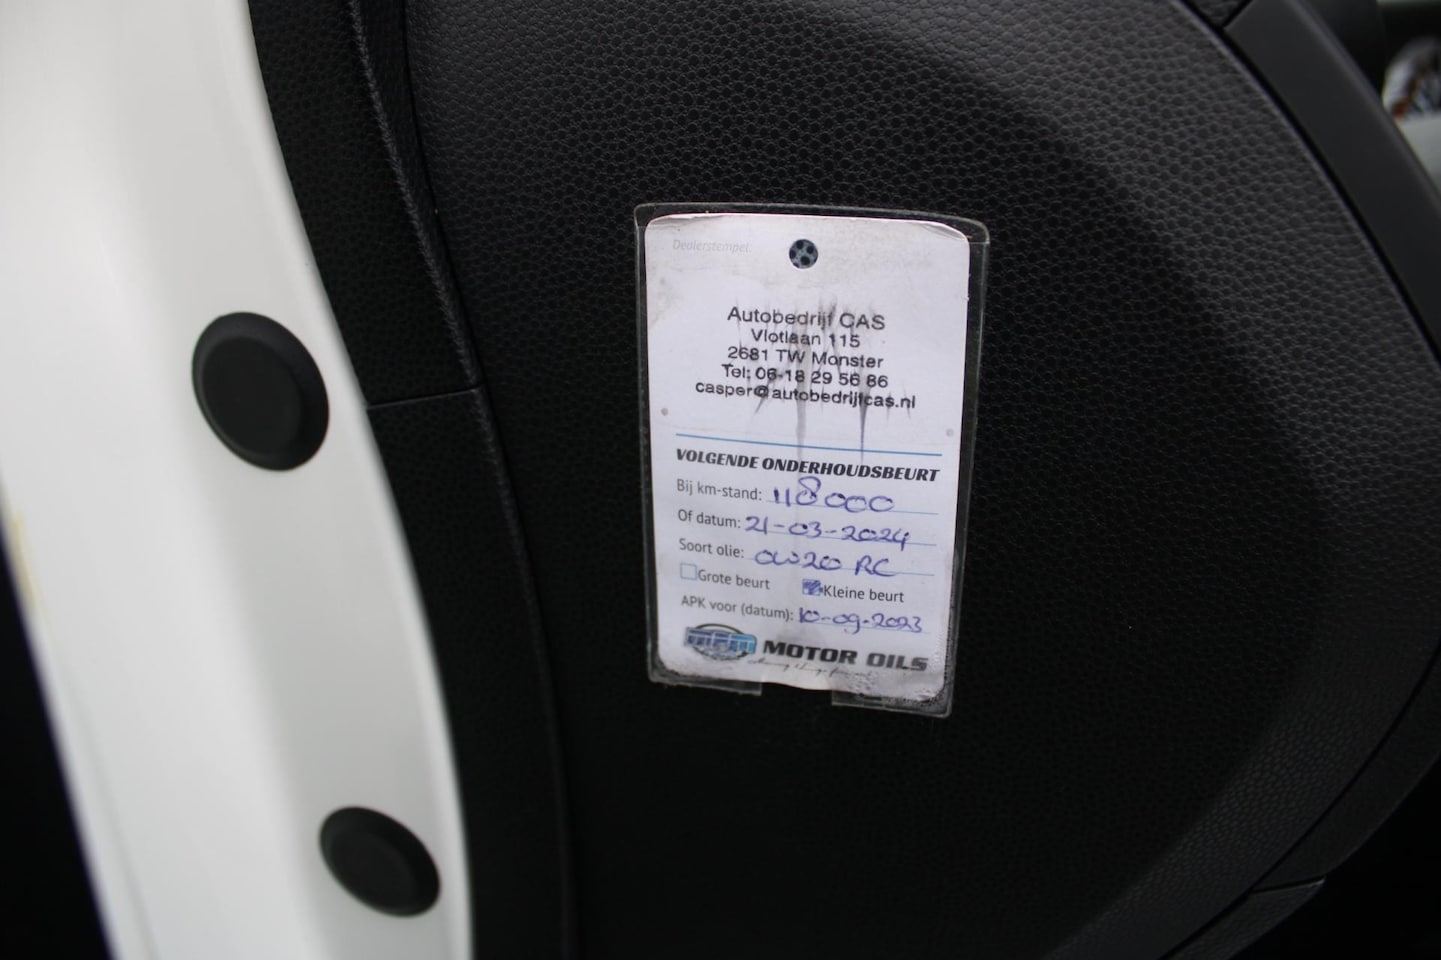 Dealerstempel:
Autobedrijf CAS
Vlotlaan 115
2681 TW Monster
Tel: 06-18 29 56 86
casper@autobedrijfcas.nl
VOLGENDE ONDERHOUDSBEURT
Bij km-stand: 118000
Of datum: 21-03-2024
Soort olie: 0W20 RC
Grote beurt Kleine beurt
APK voor (datum): 10-09-2023
MPM MOTOR OILS